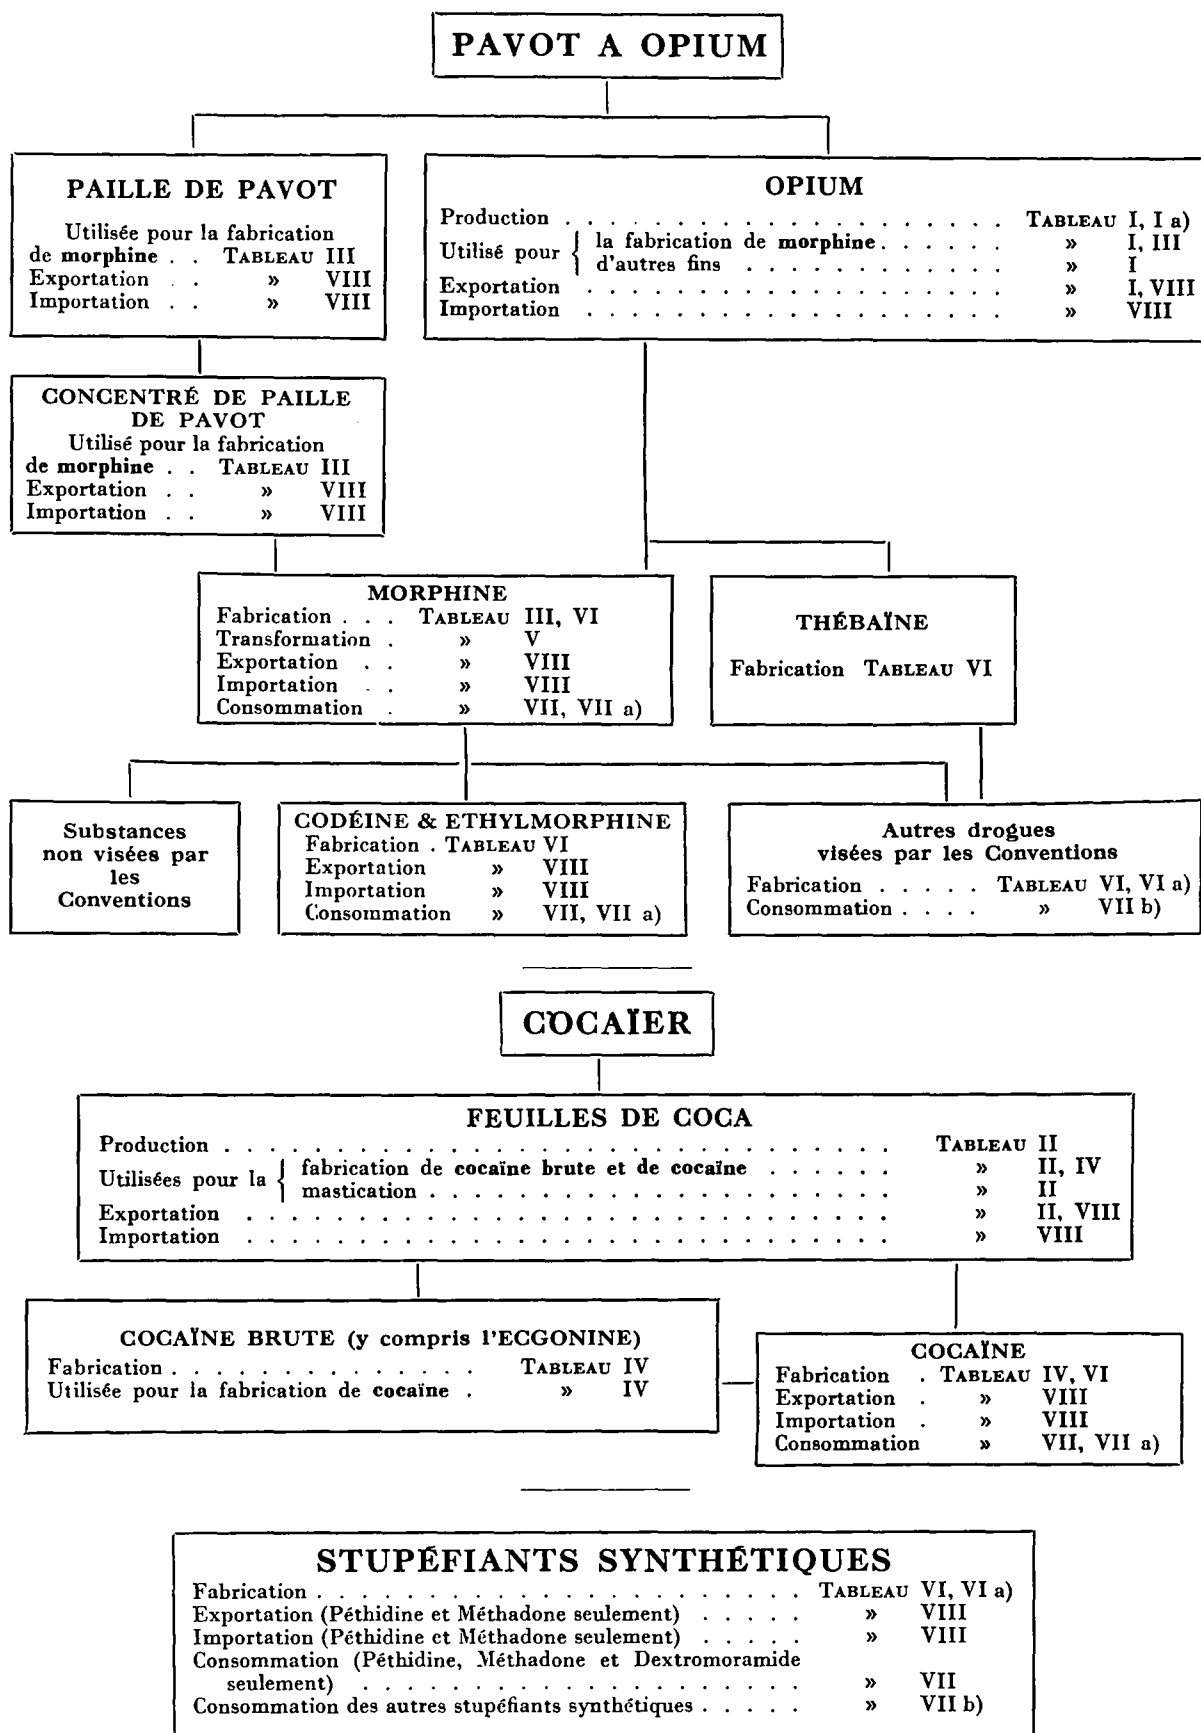 PAVOT A OPIUM
PAILLE DE PAVOT
Utilisée pour la fabrication
de morphine . . TABLEAU III
Exportation . . » VIII
Importation . . » VIII
OPIUM
Production . . . . . . . . . . . . . . . . . . . TABLEAU I, I a)
Utilisé pour { la fabrication de morphine . . . . . . » I, III
d'autres fins . . . . . . . . . . . . » I
Exportation . . . . . . . . . . . . . . . . . . . » I, VIII
Importation . . . . . . . . . . . . . . . . . . . » VIII
CONCENTRÉ DE PAILLE
DE PAVOT
Utilisé pour la fabrication
de morphine . . TABLEAU III
Exportation . . » VIII
Importation . . » VIII
MORPHINE
Fabrication . . . TABLEAU III, VI
Transformation . » V
Exportation . . » VIII
Importation . . » VIII
Consommation . » VII, VII a)
THÉBAÏNE
Fabrication TABLEAU VI
Substances
non visées par
les
Conventions
CODÉINE & ETHYLMORPHINE
Fabrication . TABLEAU VI
Exportation » VIII
Importation » VIII
Consommation » VII, VII a)
Autres drogues
visées par les Conventions
Fabrication . . . . . TABLEAU VI, VI a)
Consommation . . . . » VII b)
COCAÏER
FEUILLES DE COCA
Production . . . . . . . . . . . . . . . . . . . . . . TABLEAU II
Utilisées pour la { fabrication de cocaïne brute et de cocaïne . . . . . . » II, IV
mastication . . . . . . . . . . . . . . . . » II
Exportation . . . . . . . . . . . . . . . . . . . . . . » II, VIII
Importation . . . . . . . . . . . . . . . . . . . . . . » VIII
COCAÏNE BRUTE (y compris l'ECGONINE)
Fabrication . . . . . . . . . . . . . . TABLEAU IV
Utilisée pour la fabrication de cocaïne . » IV
COCAÏNE
Fabrication . TABLEAU IV, VI
Exportation . » VIII
Importation . » VIII
Consommation » VII, VII a)
STUPÉFIANTS SYNTHÉTIQUES
Fabrication . . . . . . . . . . . . . . . . . . . . . TABLEAU VI, VI a)
Exportation (Péthidine et Méthadone seulement) . . . . . » VIII
Importation (Péthidine et Méthadone seulement) . . . . . » VIII
Consommation (Péthidine, Méthadone et Dextromoramide
seulement) . . . . . . . . . . . . . . . . . . . » VII
Consommation des autres stupéfiants synthétiques . . . . . » VII b)